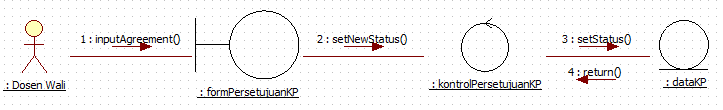 1 : inputAgreement()
2 : setNewStatus()
3 : setStatus()
4 : return()
: Dosen Wali
: formPersetujuanKP
: kontrolPersetujuanKP
: dataKP